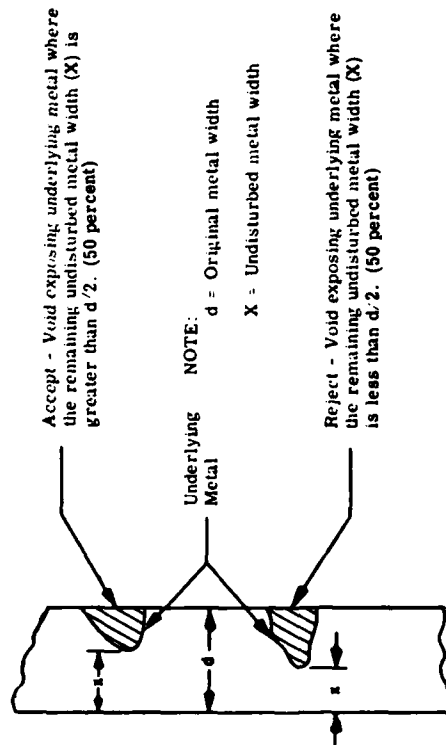 Accept - Void exposing underlying metal where
the remaining undisturbed metal width (X) is
greater than d/2. (50 percent)
Underlying
Metal
NOTE:
d = Original metal width
X = Undisturbed metal width
Reject - Void exposing underlying metal where
the remaining undisturbed metal width (X)
is less than d/2. (50 percent)
x
d
x